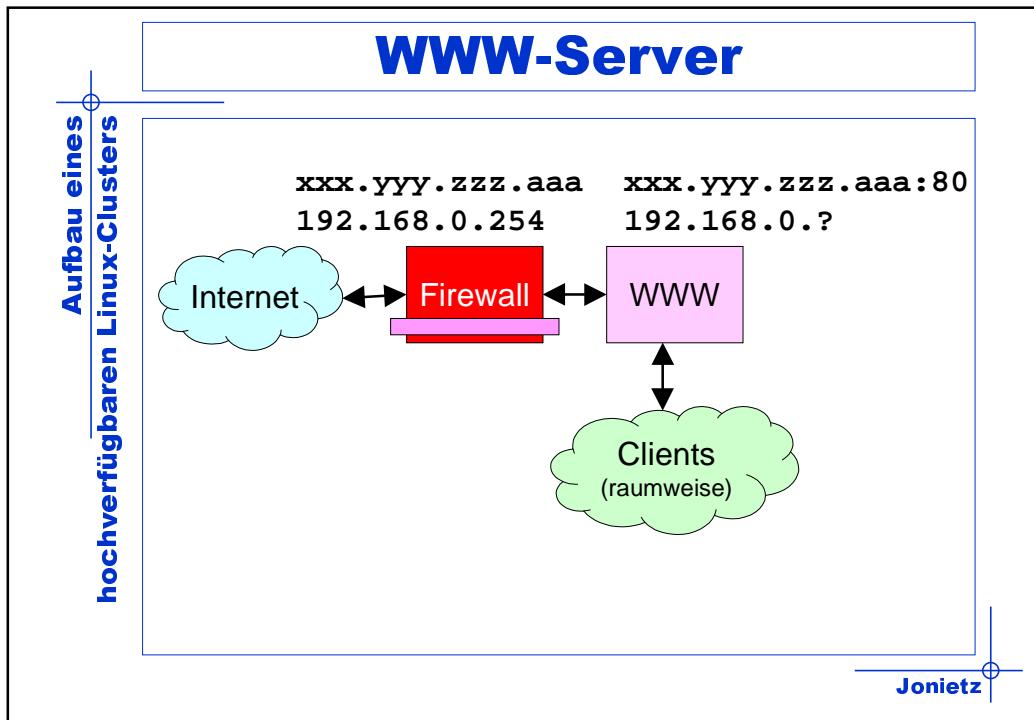 WWW-Server
Aufbau eines
hochverfügbaren Linux-Clusters
xxx.yyy.zzz.aaa
192.168.0.254
xxx.yyy.zzz.aaa:80
192.168.0.?
Internet
Firewall
WWW
Clients
(raumweise)
Jonietz